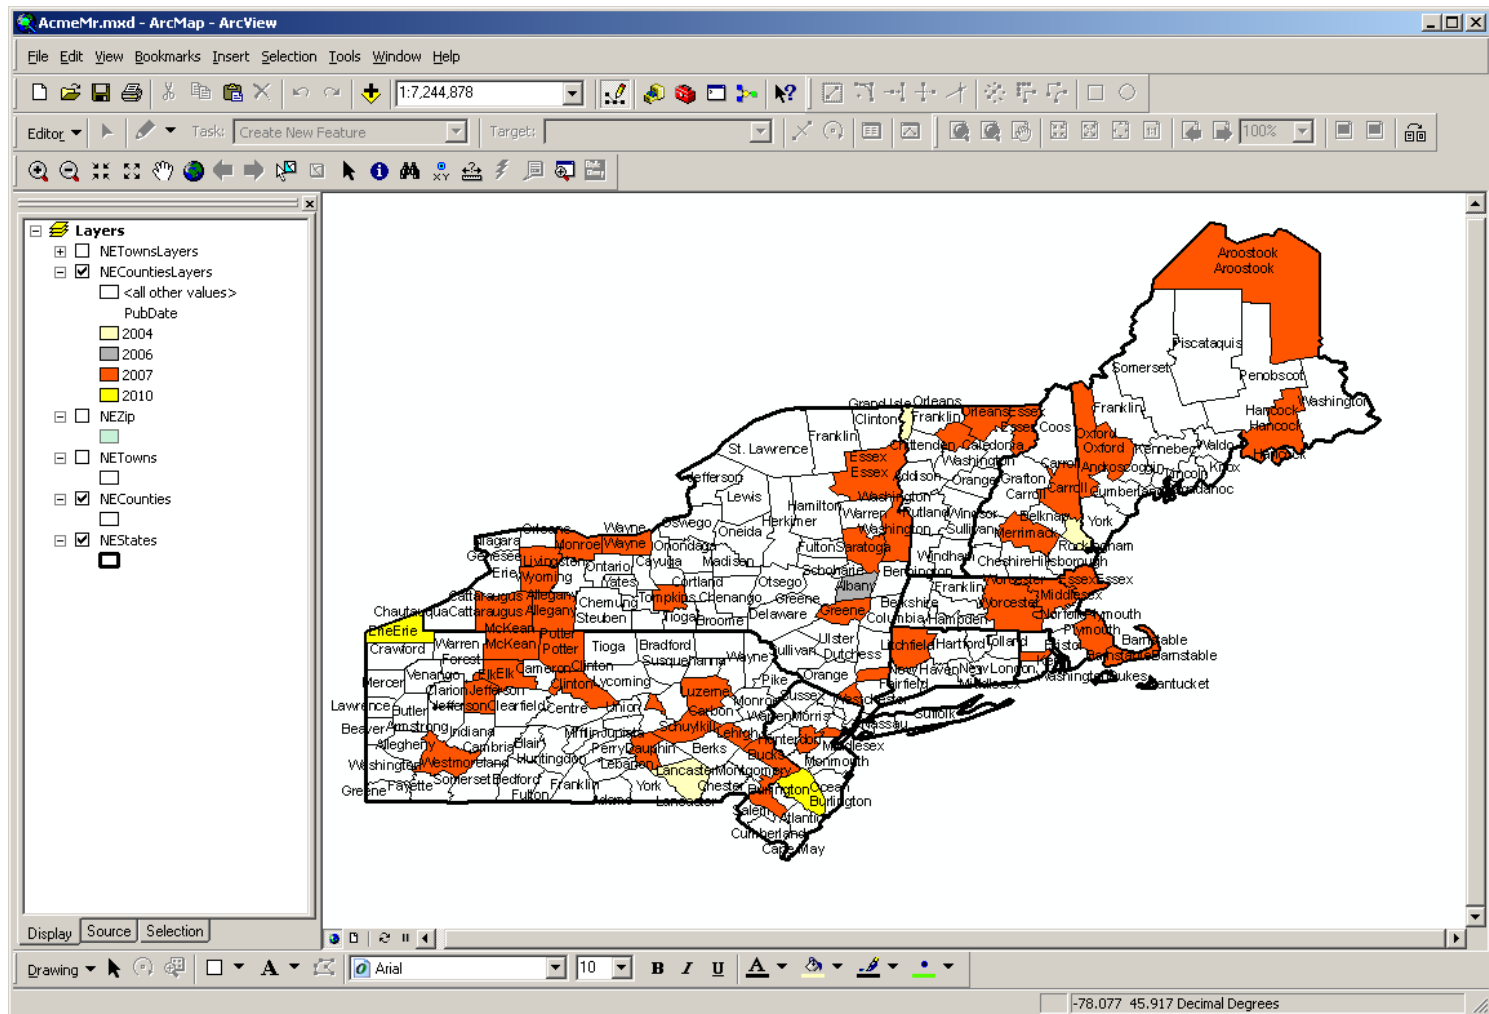 AcmeMr.mxd - ArcMap - ArcView
File Edit View Bookmarks Insert Selection Tools Window Help
1:7,244,878
Editor Task: Create New Feature Target: 100%
Layers
NETownsLayers
NECountiesLayers
<all other values>
PubDate
2004
2006
2007
2010
NEZip
NETowns
NECounties
NEStates
Aroostook
Aroostook
Piscataquis
Somerset
Penobscot
Washington
Hancock
Hancock
Franklin
Grand Isle Orleans
Clinton Franklin Orleans Essex
Essex Coos
Oxford
Oxford
Kennebec Waldo
Knox
Lincoln
Androscoggin
Cumberland
St. Lawrence
Franklin
Chittenden Caledonia
Essex
Essex
Washington
Addison Orange Grafton
Carroll
Carroll Carroll
Jefferson
Lewis
Hamilton
Herkimer
Washington
Warren Rutland Windsor
Washington Sullivan
Belknap
Merrimack
York
Rockingham
Orleans Wayne
Oswego
Oneida
Niagara
Monroe Wayne Onondaga
Genesee
Erie Livingston Ontario Cayuga Madison
Wyoming Yates
Fulton Saratoga
Windham
Cheshire Hillsborough
Schoharie Bennington
Albany
Cortland Otsego
Cattaraugus Allegany Chemung Tompkins Chenango
Chautauqua Cattaraugus Allegany Steuben Tioga Broome Delaware
Greene
Greene
Columbia
Berkshire
Franklin
Hampden
Worcester
Worcester
Essex Essex
Middlesex
Norfolk Plymouth
Plymouth
Bristol
Barnstable
Barnstable Barnstable
Dukes
Nantucket
Erie Erie
Crawford
Warren McKean
McKean
Potter
Potter
Tioga Bradford
Susquehanna Wayne
Sullivan
Ulster
Dutchess
Litchfield Hartford Tolland
Kent
Washington
New Haven New London
Middlesex
Fairfield
Orange
Westchester
Forest
Venango
Elk Elk
Cameron Clinton
Clinton Lycoming
Mercer
Clarion Jefferson
Jefferson Clearfield
Centre Union
Luzerne
Carbon
Pike
Monroe
Sussex
Warren Morris
Lawrence
Butler
Beaver Armstrong Indiana
Allegheny
Cambria Blair
Huntingdon
Mifflin Juniata
Perry Dauphin
Lebanon
Schuylkill
Lehigh
Berks
Hunterdon
Bucks
Middlesex
Monmouth
Nassau
Suffolk
Washington Westmoreland
Greene Fayette
Somerset Bedford
Fulton
Franklin
Adams
York
Lancaster
Lancaster
Chester
Montgomery
Burlington
Burlington
Ocean
Salem
Atlantic
Cumberland
Cape May
Display Source Selection
Drawing A Arial 10 B I U A
-78.077 45.917 Decimal Degrees